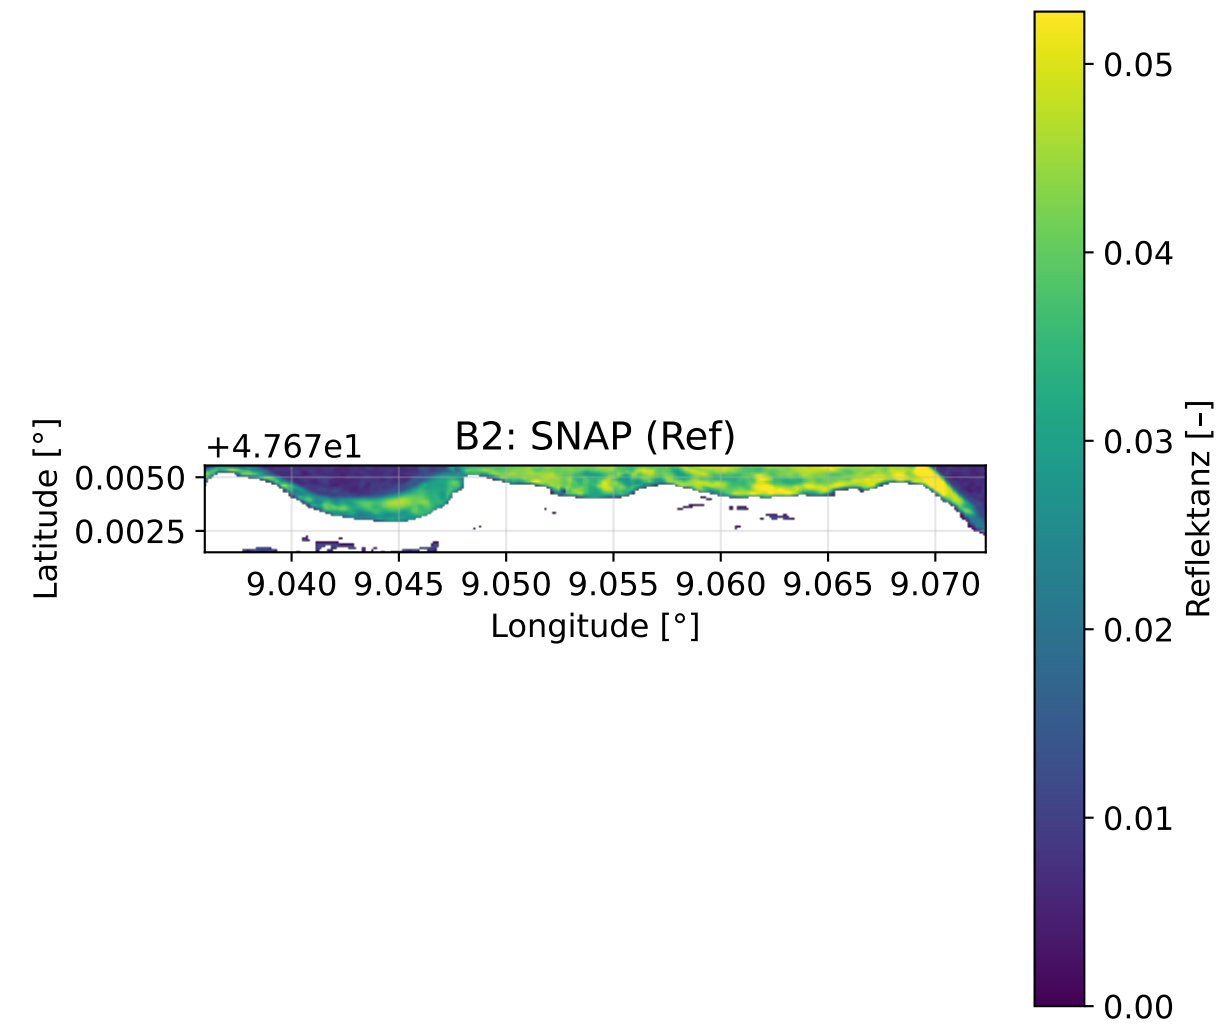 B2: SNAP (Ref)
+4.767e1
0.0050
0.0025
Latitude [°]
9.040 9.045 9.050 9.055 9.060 9.065 9.070
Longitude [°]
0.05
0.04
0.03
0.02
0.01
0.00
Reflektanz [–]